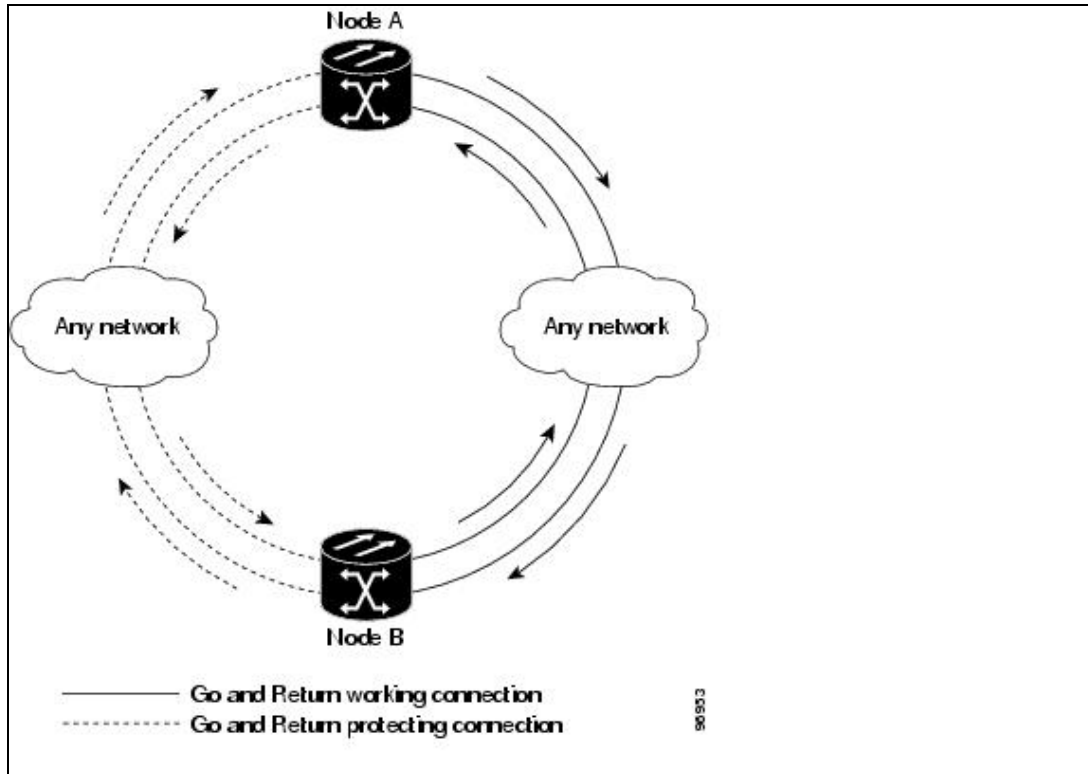 Node A
Any network
Any network
Node B
Go and Return working connection
Go and Return protecting connection
96953